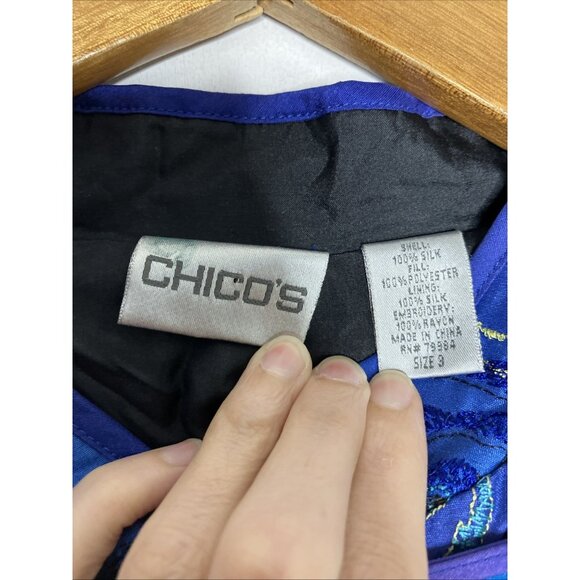 CHICO'S
SHELL:
100% SILK
FILL:
100% POLYESTER
LINING:
100% SILK
EMBROIDERY:
100% RAYON
MADE IN CHINA
RN# 79984
SIZE 3